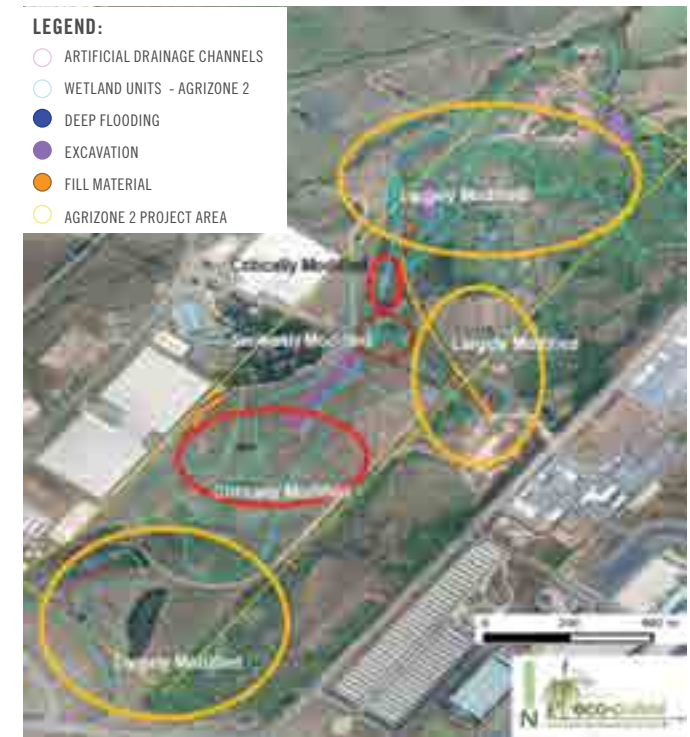 LEGEND:
ARTIFICIAL DRAINAGE CHANNELS
WETLAND UNITS - AGRIZONE 2
DEEP FLOODING
EXCAVATION
FILL MATERIAL
AGRIZONE 2 PROJECT AREA
Largely Modified
Critically Modified
Seriously Modified
Largely Modified
Critically Modified
Largely Modified
0
N